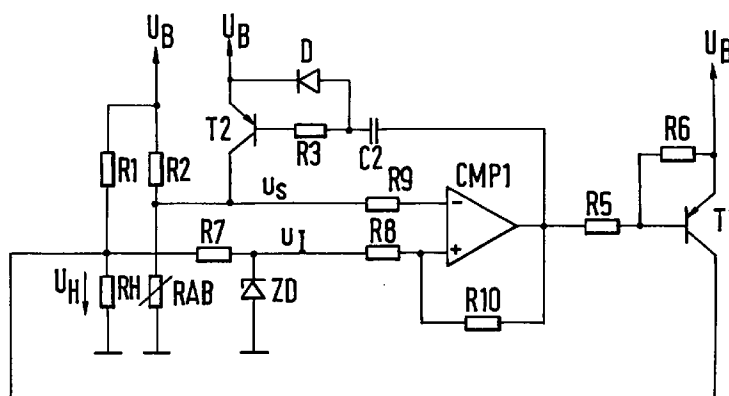 U_B
U_B
D
U_B
T2
R3
C2
R6
R1
R2
CMP1
U_S
R9
−
R5
T
R7
U_I
R8
+
U_H
RH
RAB
ZD
R10